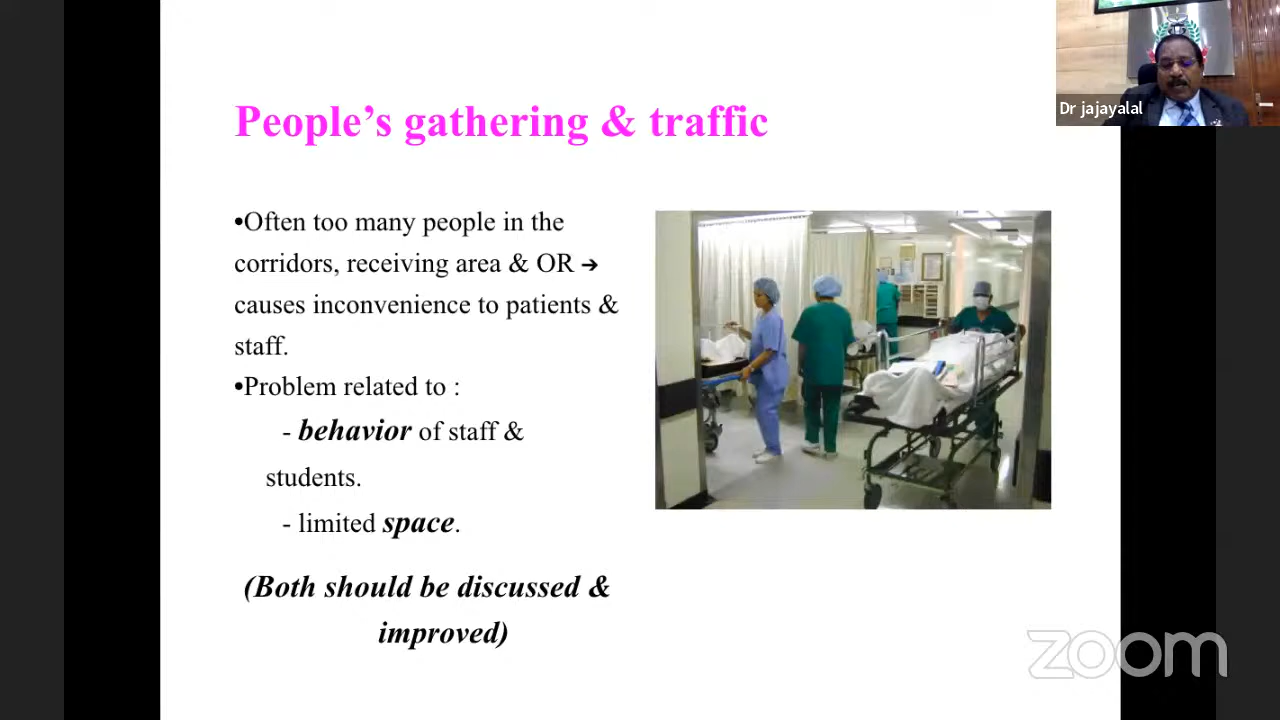 People's gathering & traffic
Dr jajayalal
•Often too many people in the
corridors, receiving area & OR ➔
causes inconvenience to patients &
staff.
•Problem related to :
- behavior of staff &
students.
- limited space.
(Both should be discussed &
improved)
zoom